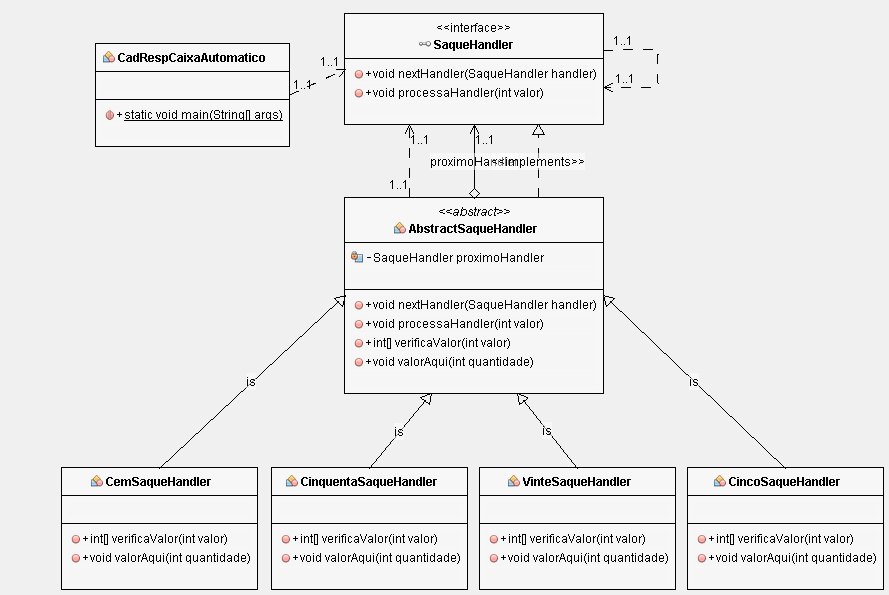 <<interface>>
SaqueHandler
+void nextHandler(SaqueHandler handler)
+void processaHandler(int valor)
1..1
1..1
CadRespCaixaAutomatico
+static void main(String[] args)
1..1
1..1
1..1
1..1
proximoHandler
<<implements>>
1..1
<<abstract>>
AbstractSaqueHandler
-SaqueHandler proximoHandler
+void nextHandler(SaqueHandler handler)
+void processaHandler(int valor)
+int[] verificaValor(int valor)
+void valorAqui(int quantidade)
is
is
is
is
CemSaqueHandler
+int[] verificaValor(int valor)
+void valorAqui(int quantidade)
CinquentaSaqueHandler
+int[] verificaValor(int valor)
+void valorAqui(int quantidade)
VinteSaqueHandler
+int[] verificaValor(int valor)
+void valorAqui(int quantidade)
CincoSaqueHandler
+int[] verificaValor(int valor)
+void valorAqui(int quantidade)